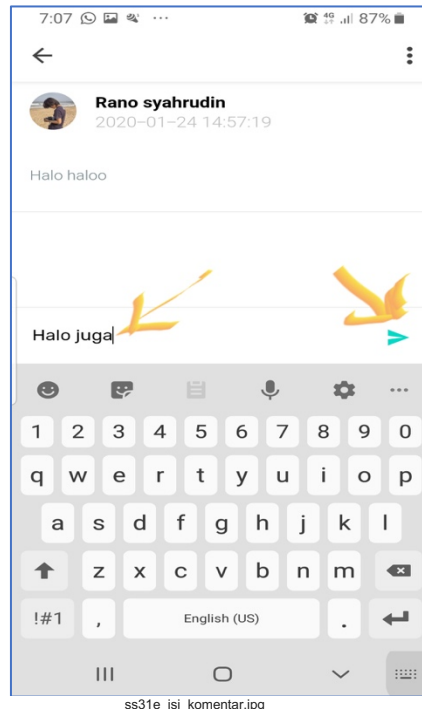 7:07 ... 4G 87%
Rano syahrudin
2020-01-24 14:57:19
Halo haloo
Halo juga
1 2 3 4 5 6 7 8 9 0
q w e r t y u i o p
a s d f g h j k l
z x c v b n m
!#1 , English (US) .
ss31e_isi_komentar.jpg